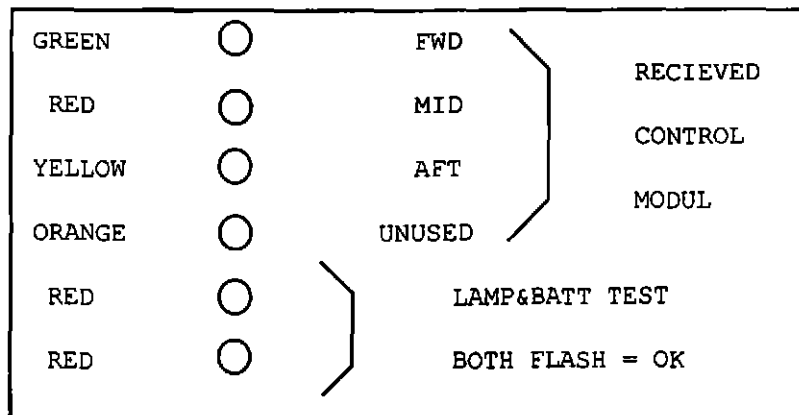 GREEN FWD
RECIEVED
RED MID
CONTROL
YELLOW AFT
MODUL
ORANGE UNUSED
RED LAMP&BATT TEST
RED BOTH FLASH = OK